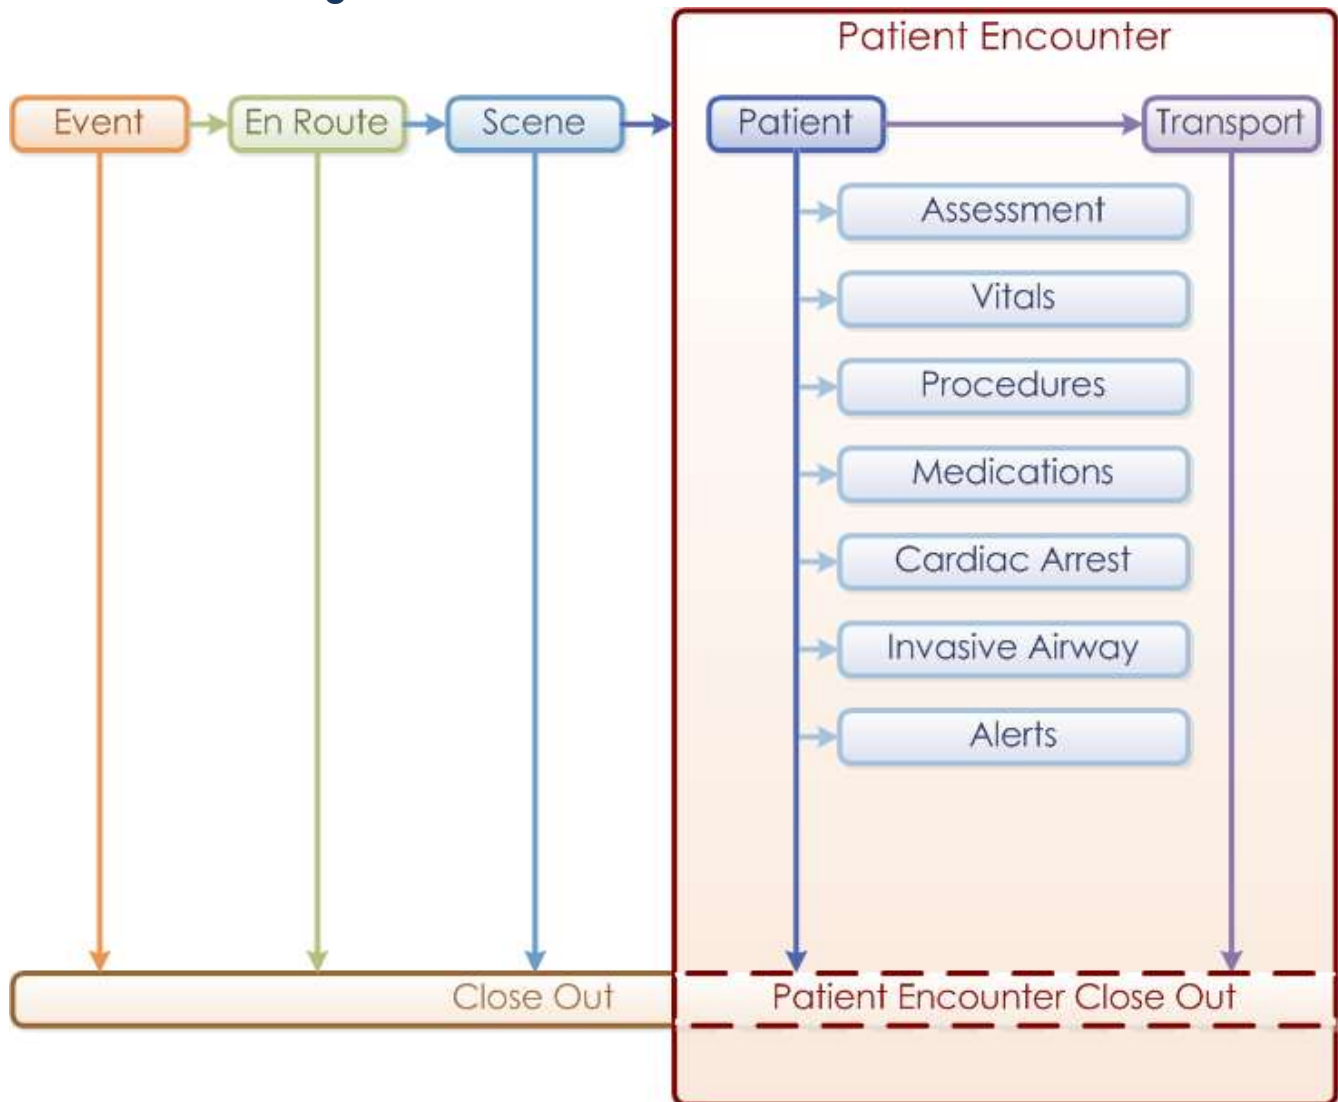 Patient Encounter
Event
En Route
Scene
Patient
Transport
Assessment
Vitals
Procedures
Medications
Cardiac Arrest
Invasive Airway
Alerts
Close Out
Patient Encounter Close Out